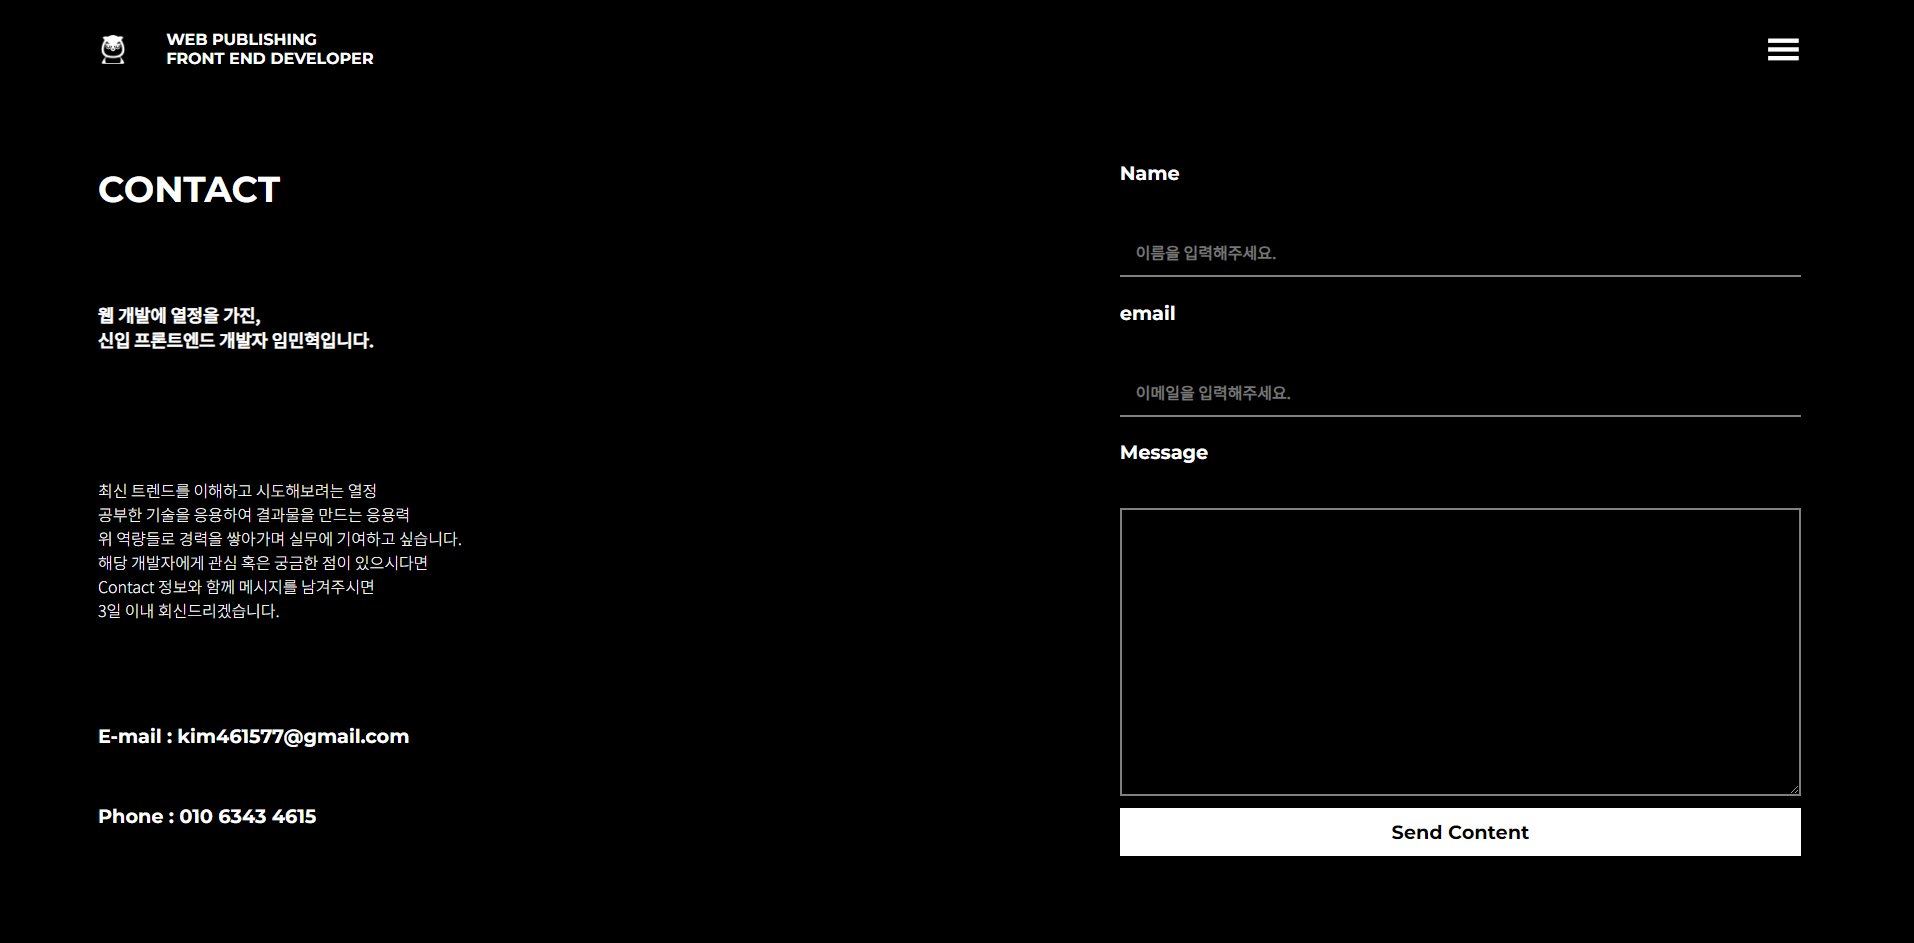 WEB PUBLISHING
FRONT END DEVELOPER
CONTACT
웹 개발에 열정을 가진,
신입 프론트엔드 개발자 임민혁입니다.
최신 트렌드를 이해하고 시도해보려는 열정
공부한 기술을 응용하여 결과물을 만드는 응용력
위 역량들로 경력을 쌓아가며 실무에 기여하고 싶습니다.
해당 개발자에게 관심 혹은 궁금한 점이 있으시다면
Contact 정보와 함께 메시지를 남겨주시면
3일 이내 회신드리겠습니다.
E-mail : kim461577@gmail.com
Phone : 010 6343 4615
Name
이름을 입력해주세요.
email
이메일을 입력해주세요.
Message
Send Content